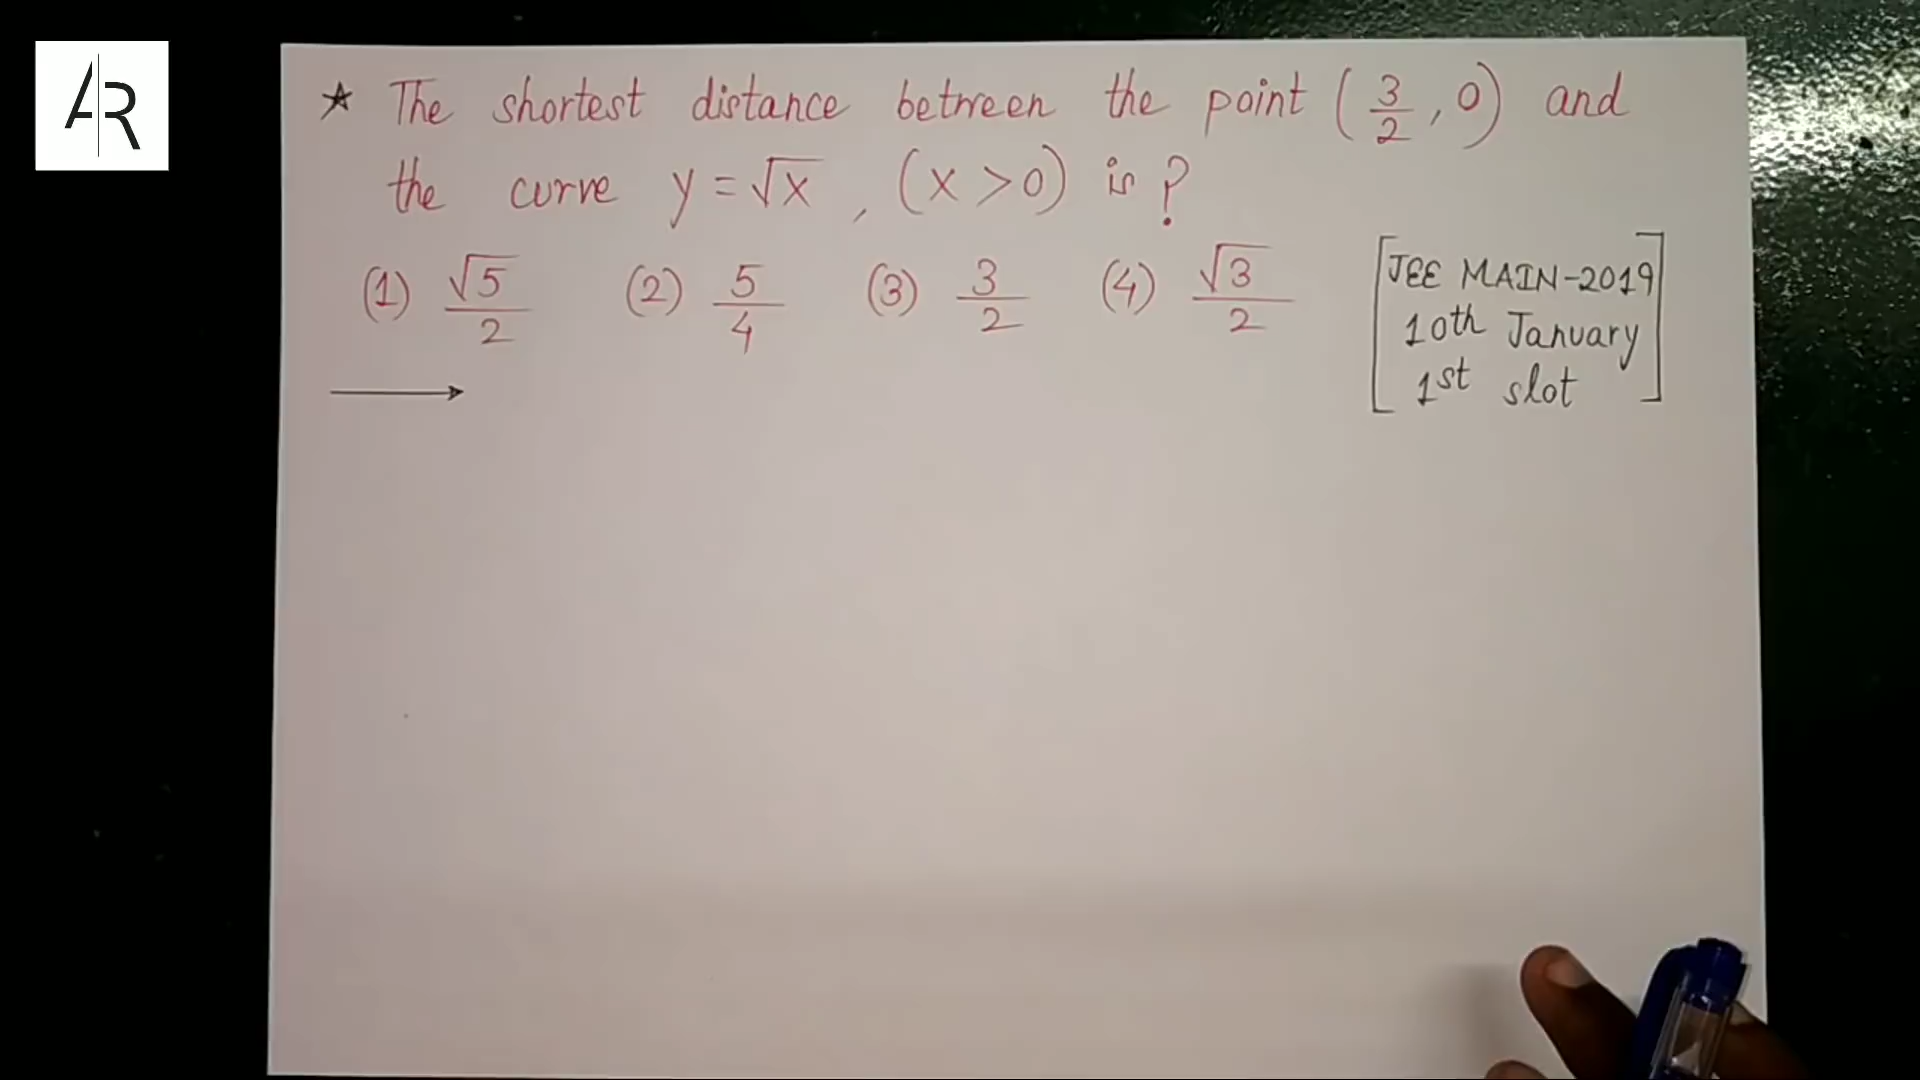 AR
★ The shortest distance between the point (3/2, 0) and
the curve y = √x , (x > 0) is ?
(1) √5/2 (2) 5/4 (3) 3/2 (4) √3/2
[JEE MAIN-2019
10th January
1st slot]